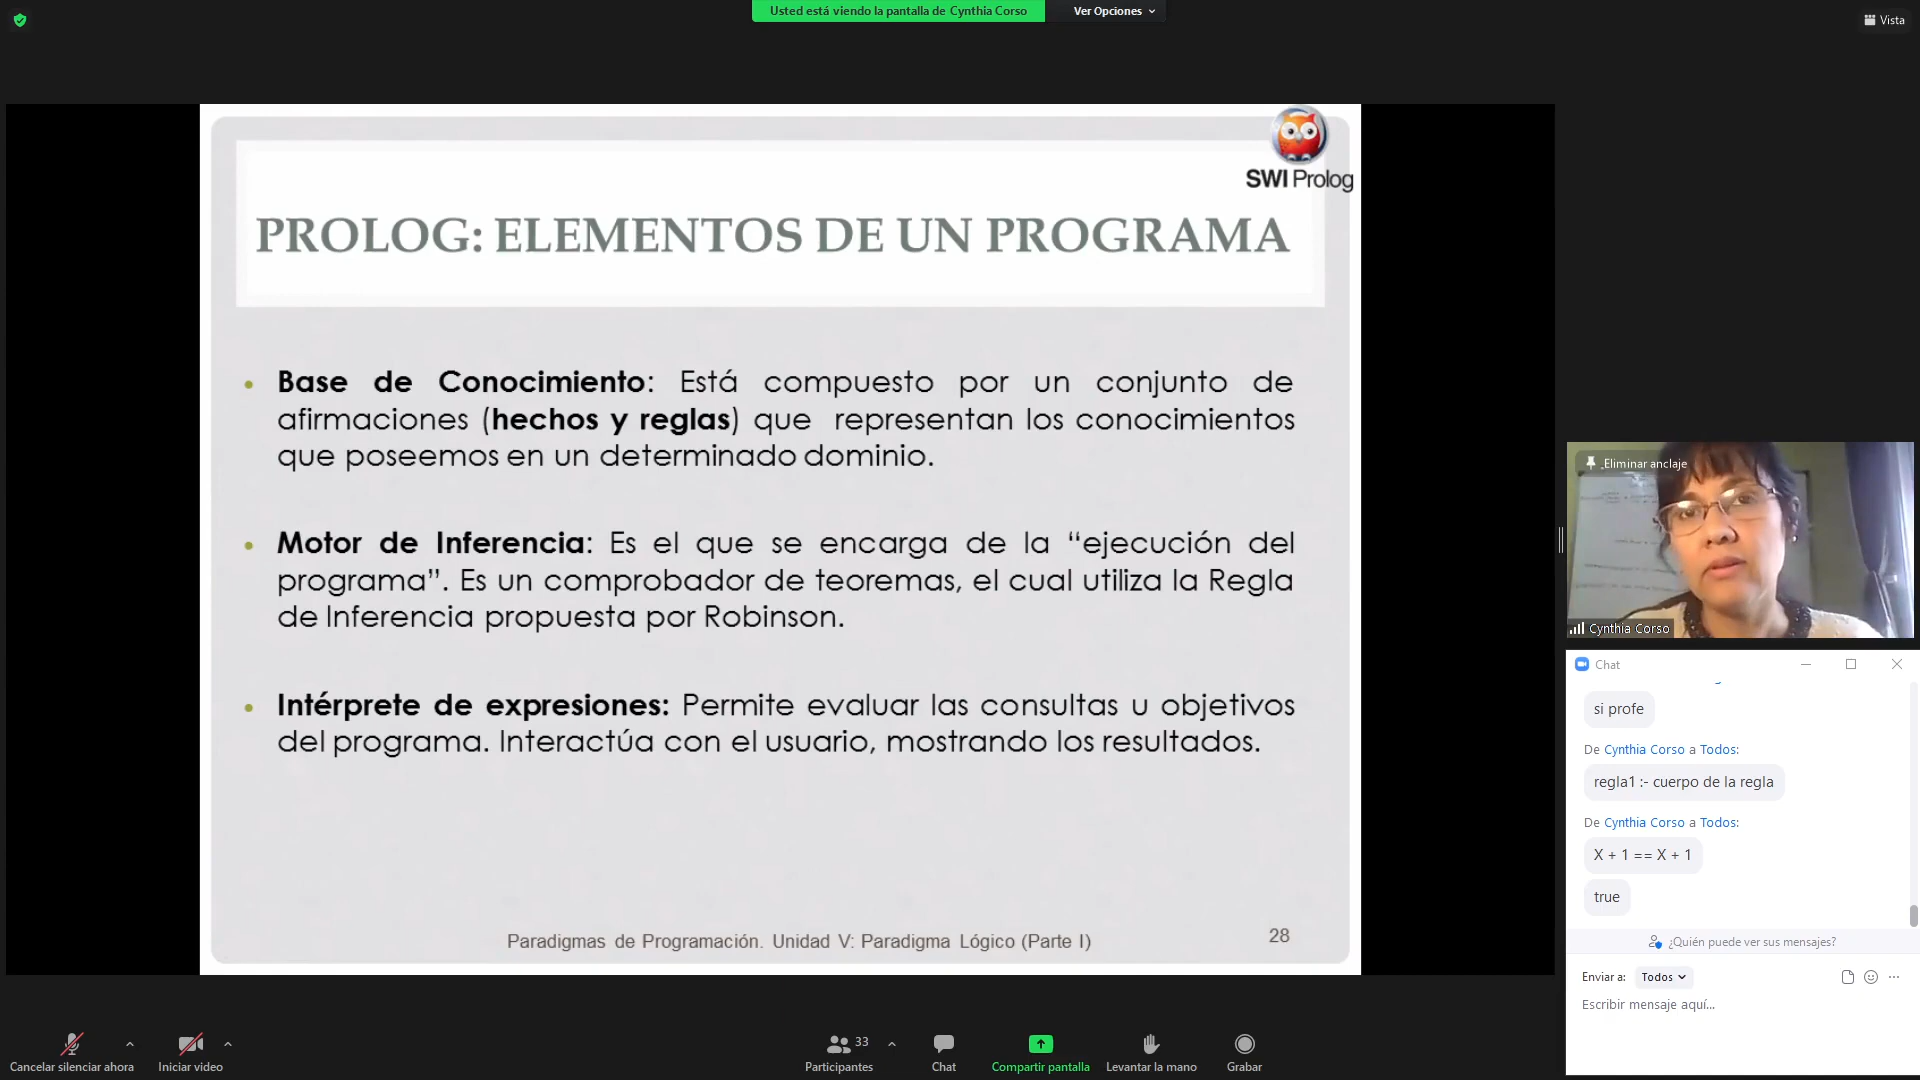 Usted está viendo la pantalla de Cynthia Corso
Ver Opciones
Vista
SWI Prolog
PROLOG: ELEMENTOS DE UN PROGRAMA
• Base de Conocimiento: Está compuesto por un conjunto de
afirmaciones (hechos y reglas) que representan los conocimientos
que poseemos en un determinado dominio.
• Motor de Inferencia: Es el que se encarga de la “ejecución del
programa”. Es un comprobador de teoremas, el cual utiliza la Regla
de Inferencia propuesta por Robinson.
• Intérprete de expresiones: Permite evaluar las consultas u objetivos
del programa. Interactúa con el usuario, mostrando los resultados.
Paradigmas de Programación. Unidad V: Paradigma Lógico (Parte I)
28
Eliminar anclaje
Cynthia Corso
Chat
si profe
De Cynthia Corso a Todos:
regla1 :- cuerpo de la regla
De Cynthia Corso a Todos:
X + 1 == X + 1
true
¿Quién puede ver sus mensajes?
Enviar a: Todos
Escribir mensaje aquí...
Cancelar silenciar ahora
Iniciar video
33
Participantes
Chat
Compartir pantalla
Levantar la mano
Grabar